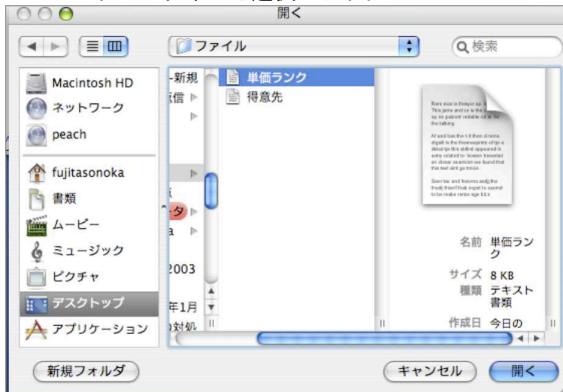 開く
ファイル
検索
Macintosh HD
ネットワーク
peach
fujitasonoka
書類
ムービー
ミュージック
ピクチャ
デスクトップ
アプリケーション
-新規
信
タ
a
2003
年1月
対処
単価ランク
得意先
名前 単価ラン
ク
サイズ 8 KB
種類 テキスト
書類
作成日 今日の
新規フォルダ
キャンセル
開く